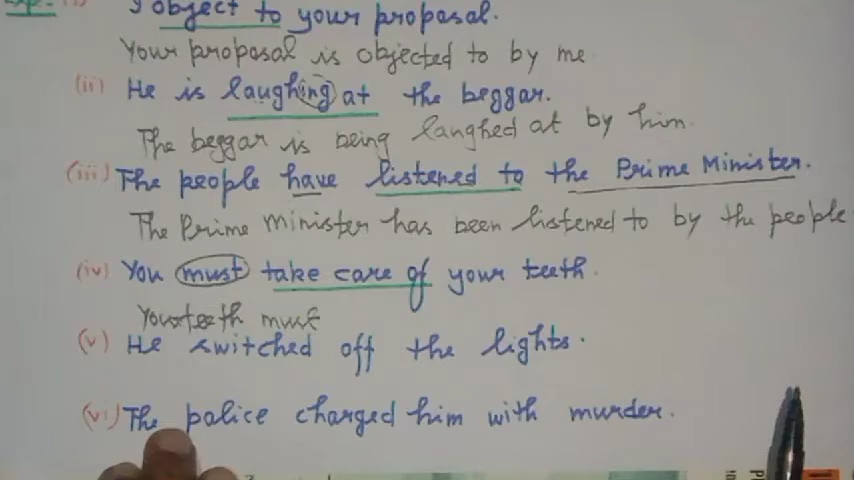 (i) I object to your proposal.
Your proposal is objected to by me
(ii) He is laughing at the beggar.
The beggar is being laughed at by him.
(iii) The people have listened to the Prime Minister.
The Prime Minister has been listened to by the people
(iv) You must take care of your teeth.
Your teeth must
(v) He switched off the lights.
(vi) The police charged him with murder.